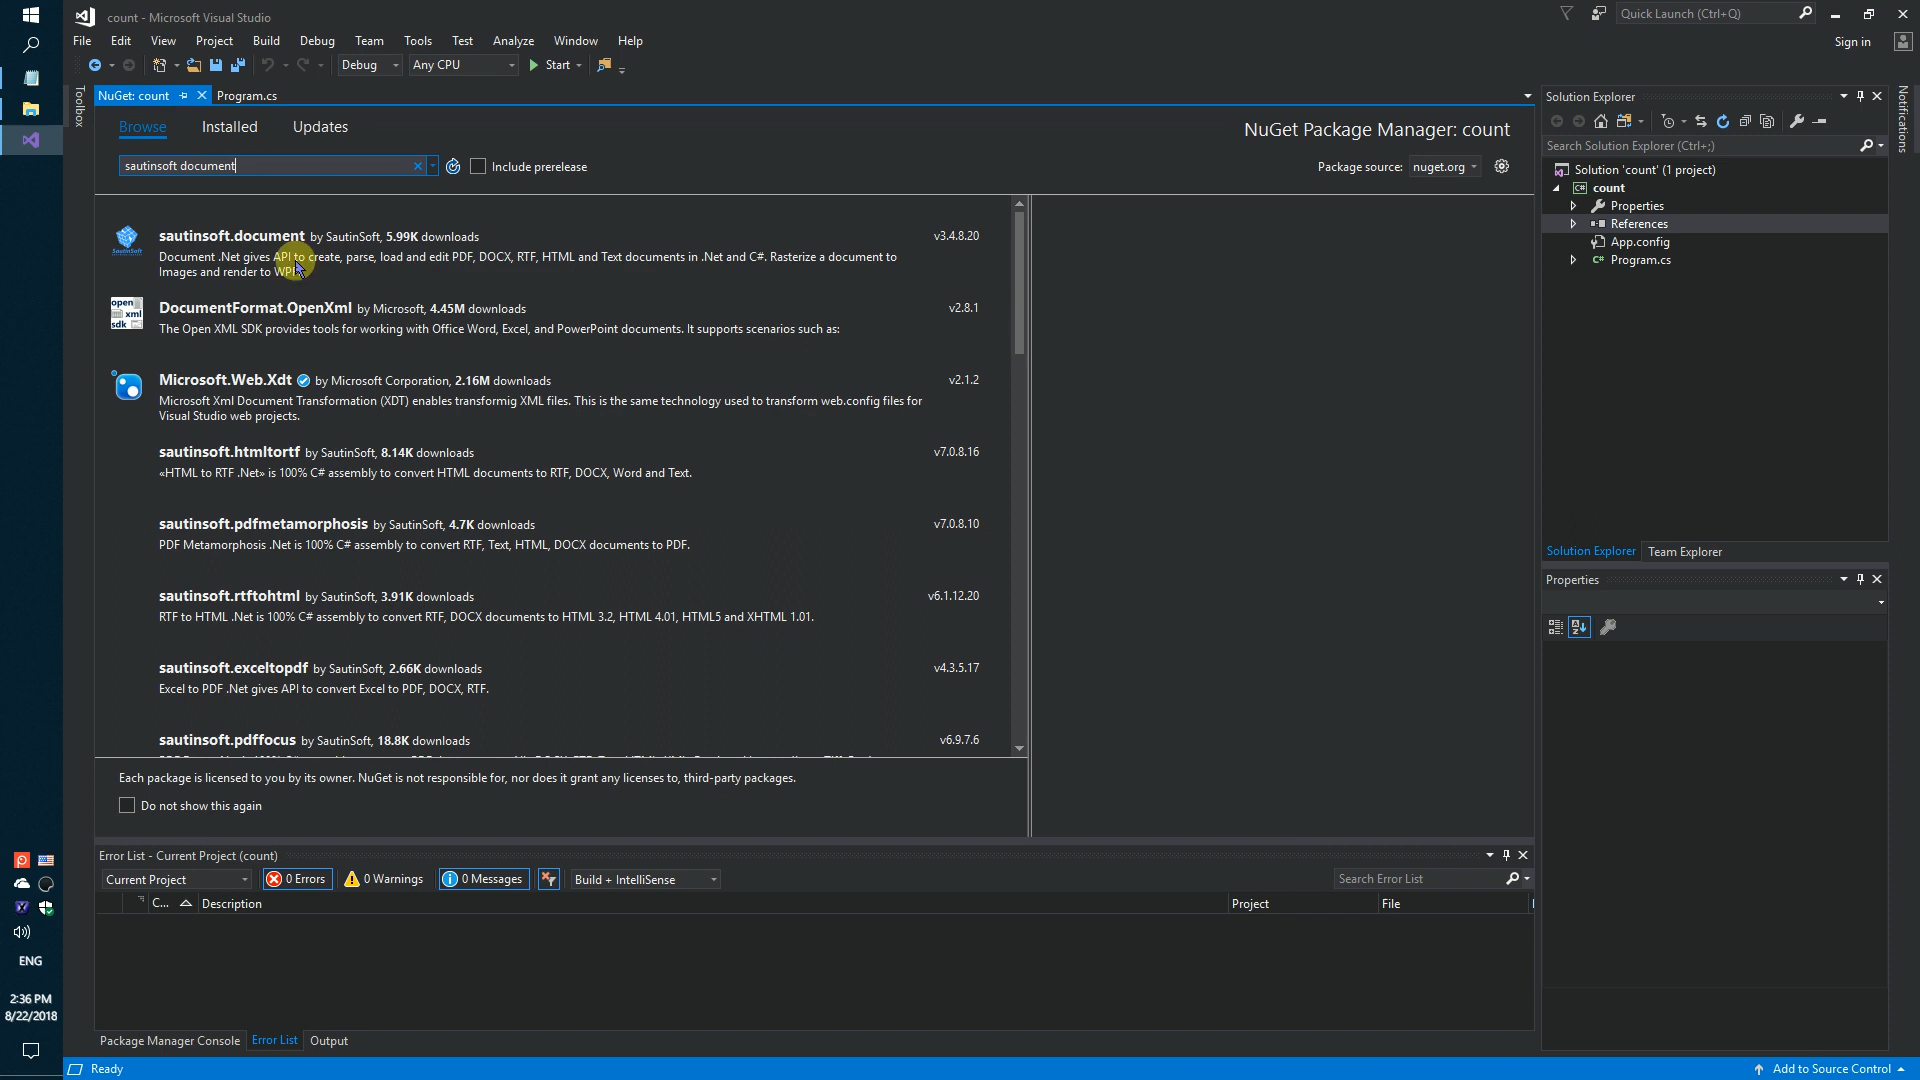 count - Microsoft Visual Studio
Quick Launch (Ctrl+Q)
File Edit View Project Build Debug Team Tools Test Analyze Window Help
Sign in
Debug Any CPU Start
Toolbox
NuGet: count Program.cs
Browse Installed Updates
NuGet Package Manager: count
sautinsoft document
Include prerelease
Package source: nuget.org
sautinsoft.document by SautinSoft, 5.99K downloads v3.4.8.20
Document .Net gives API to create, parse, load and edit PDF, DOCX, RTF, HTML and Text documents in .Net and C#. Rasterize a document to
Images and render to WPF.
DocumentFormat.OpenXml by Microsoft, 4.45M downloads v2.8.1
The Open XML SDK provides tools for working with Office Word, Excel, and PowerPoint documents. It supports scenarios such as:
open
xml
sdk
Microsoft.Web.Xdt by Microsoft Corporation, 2.16M downloads v2.1.2
Microsoft Xml Document Transformation (XDT) enables transformig XML files. This is the same technology used to transform web.config files for
Visual Studio web projects.
sautinsoft.htmltortf by SautinSoft, 8.14K downloads v7.0.8.16
«HTML to RTF .Net» is 100% C# assembly to convert HTML documents to RTF, DOCX, Word and Text.
sautinsoft.pdfmetamorphosis by SautinSoft, 4.7K downloads v7.0.8.10
PDF Metamorphosis .Net is 100% C# assembly to convert RTF, Text, HTML, DOCX documents to PDF.
sautinsoft.rtftohtml by SautinSoft, 3.91K downloads v6.1.12.20
RTF to HTML .Net is 100% C# assembly to convert RTF, DOCX documents to HTML 3.2, HTML 4.01, HTML5 and XHTML 1.01.
sautinsoft.exceltopdf by SautinSoft, 2.66K downloads v4.3.5.17
Excel to PDF .Net gives API to convert Excel to PDF, DOCX, RTF.
sautinsoft.pdffocus by SautinSoft, 18.8K downloads v6.9.7.6
Each package is licensed to you by its owner. NuGet is not responsible for, nor does it grant any licenses to, third-party packages.
Do not show this again
Solution Explorer
Search Solution Explorer (Ctrl+;)
Solution 'count' (1 project)
C# count
Properties
References
App.config
C# Program.cs
Solution Explorer Team Explorer
Properties
Notifications
Error List - Current Project (count)
Current Project 0 Errors 0 Warnings 0 Messages Build + IntelliSense Search Error List
C... Description Project File
Package Manager Console Error List Output
Ready
Add to Source Control
ENG
2:36 PM
8/22/2018